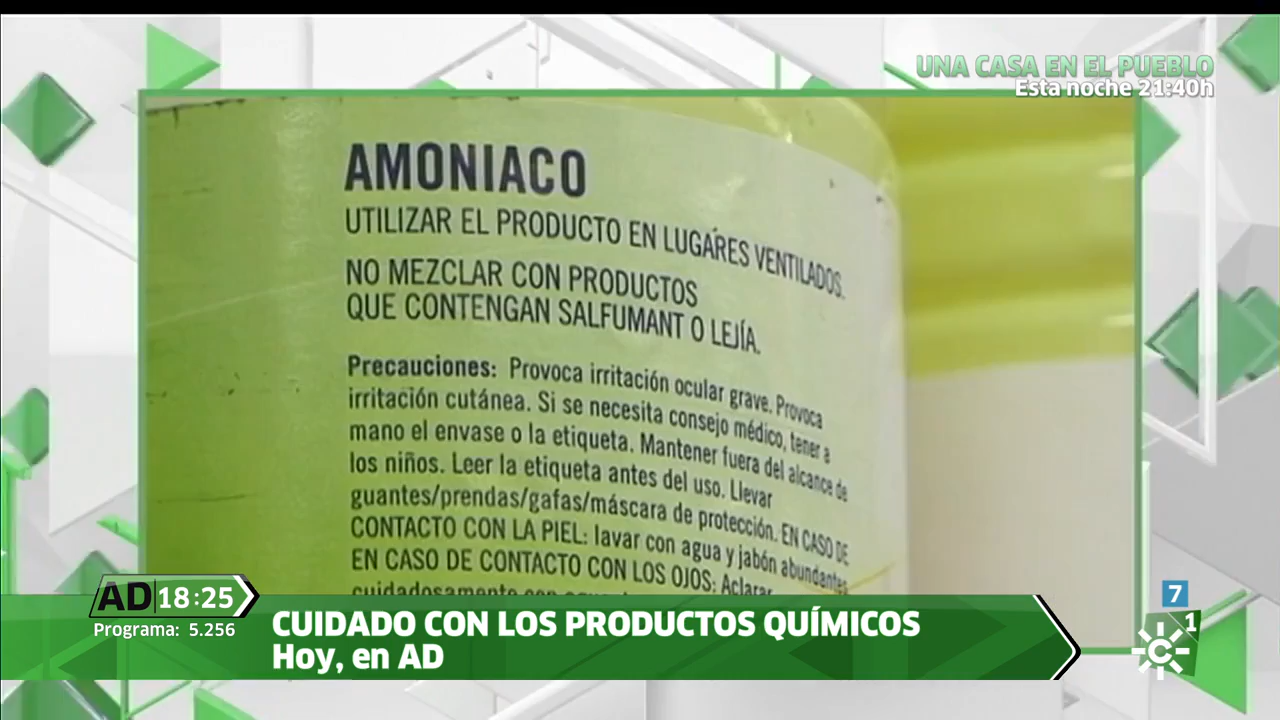 UNA CASA EN EL PUEBLO
Esta noche 21:40h
AMONIACO
UTILIZAR EL PRODUCTO EN LUGARES VENTILADOS.
NO MEZCLAR CON PRODUCTOS
QUE CONTENGAN SALFUMANT O LEJÍA.
Precauciones: Provoca irritación ocular grave. Provoca
irritación cutánea. Si se necesita consejo médico, tener a
mano el envase o la etiqueta. Mantener fuera del alcance de
los niños. Leer la etiqueta antes del uso. Llevar
guantes/prendas/gafas/máscara de protección. EN CASO DE
CONTACTO CON LA PIEL: lavar con agua y jabón abundantes
EN CASO DE CONTACTO CON LOS OJOS: Aclarar
cuidadosamente con
AD 18:25
Programa: 5.256
CUIDADO CON LOS PRODUCTOS QUÍMICOS
Hoy, en AD
7
1